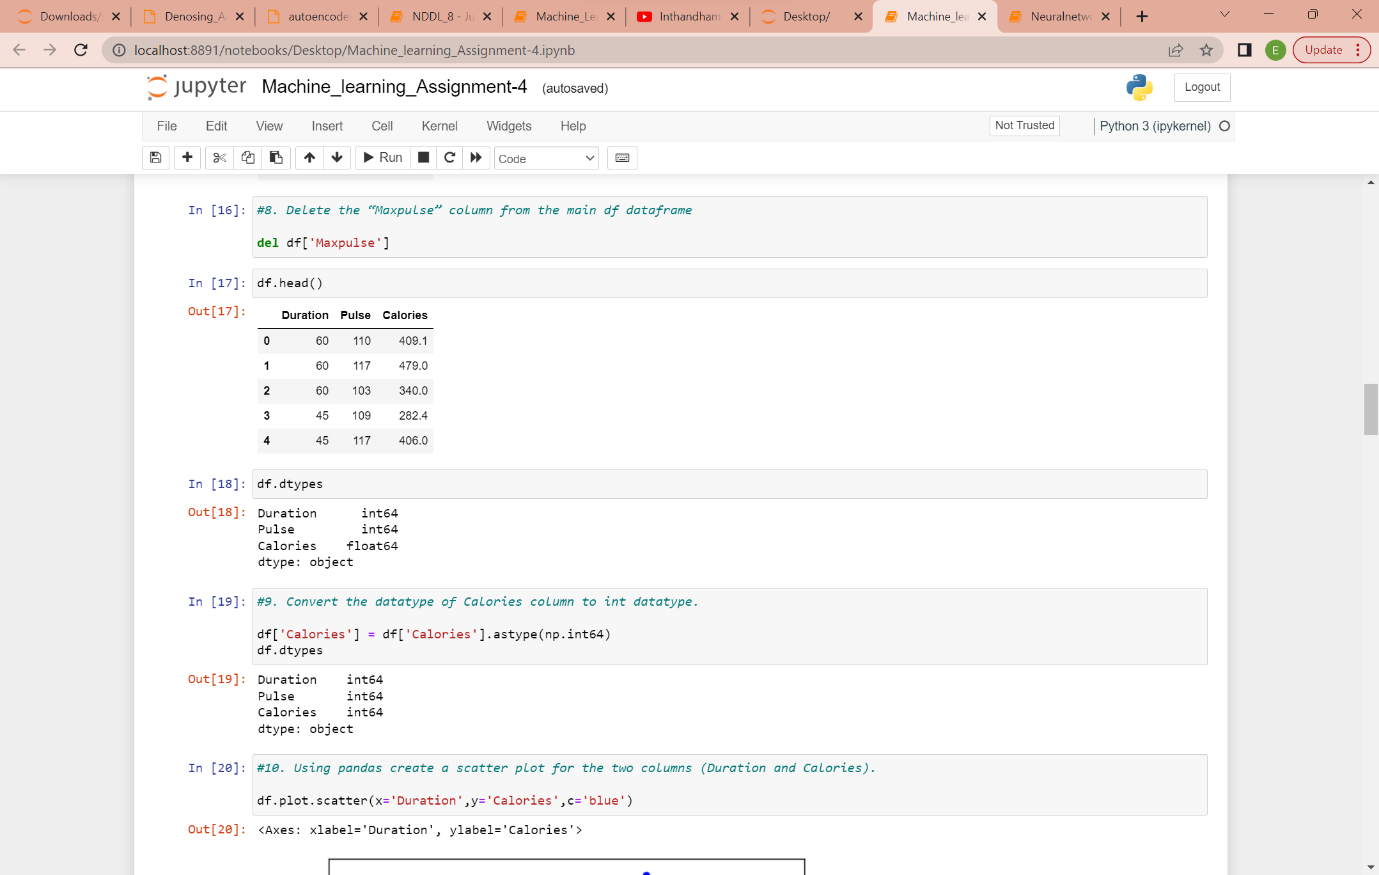 Downloads/
Denosing_A
autoencode
NDDL_8 - Ju
Machine_Le
Inthandham
Desktop/
Machine_lea
Neuralnetw
localhost:8891/notebooks/Desktop/Machine_learning_Assignment-4.ipynb
E
Update
jupyter Machine_learning_Assignment-4 (autosaved)
Logout
File Edit View Insert Cell Kernel Widgets Help
Not Trusted
Python 3 (ipykernel)
Run
Code
In [16]: #8. Delete the “Maxpulse” column from the main df dataframe
del df['Maxpulse']
In [17]: df.head()
Out[17]:
Duration Pulse Calories
0 60 110 409.1
1 60 117 479.0
2 60 103 340.0
3 45 109 282.4
4 45 117 406.0
In [18]: df.dtypes
Out[18]: Duration int64
Pulse int64
Calories float64
dtype: object
In [19]: #9. Convert the datatype of Calories column to int datatype.
df['Calories'] = df['Calories'].astype(np.int64)
df.dtypes
Out[19]: Duration int64
Pulse int64
Calories int64
dtype: object
In [20]: #10. Using pandas create a scatter plot for the two columns (Duration and Calories).
df.plot.scatter(x='Duration',y='Calories',c='blue')
Out[20]: <Axes: xlabel='Duration', ylabel='Calories'>